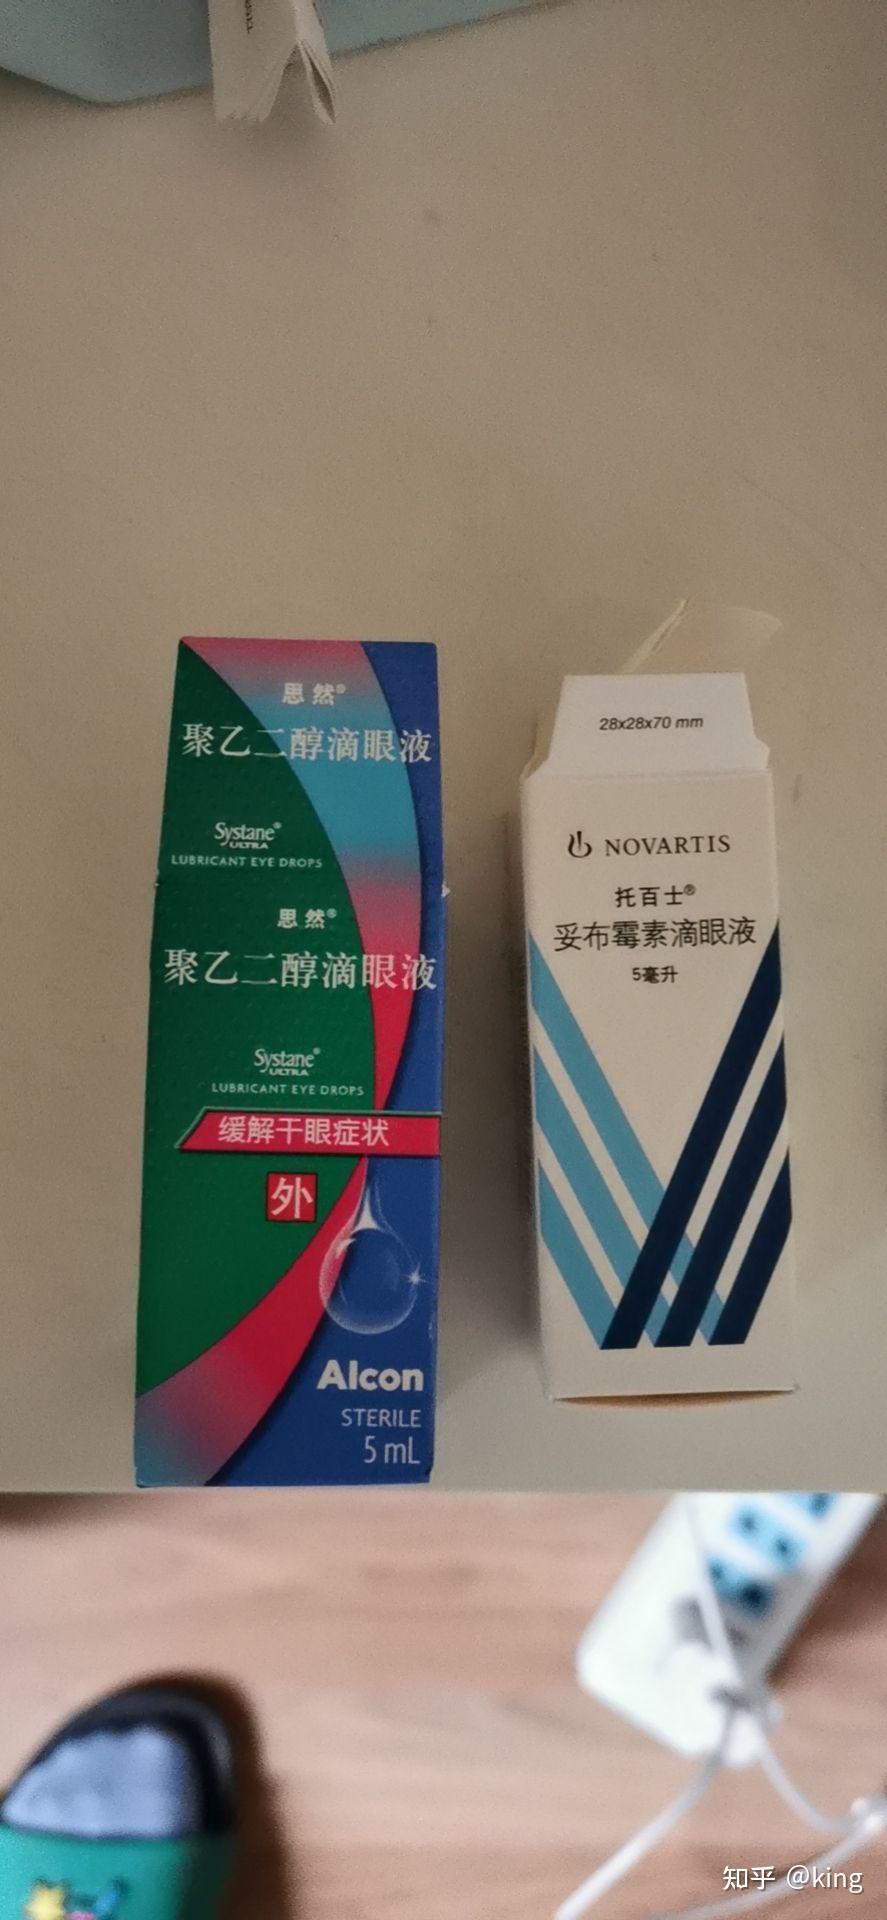 思然®
聚乙二醇滴眼液
Systane®
ULTRA
LUBRICANT EYE DROPS
思然®
聚乙二醇滴眼液
Systane®
ULTRA
LUBRICANT EYE DROPS
缓解干眼症状
外
Alcon
STERILE
5 mL
28x28x70 mm
NOVARTIS
托百士®
妥布霉素滴眼液
5毫升
知乎 @king